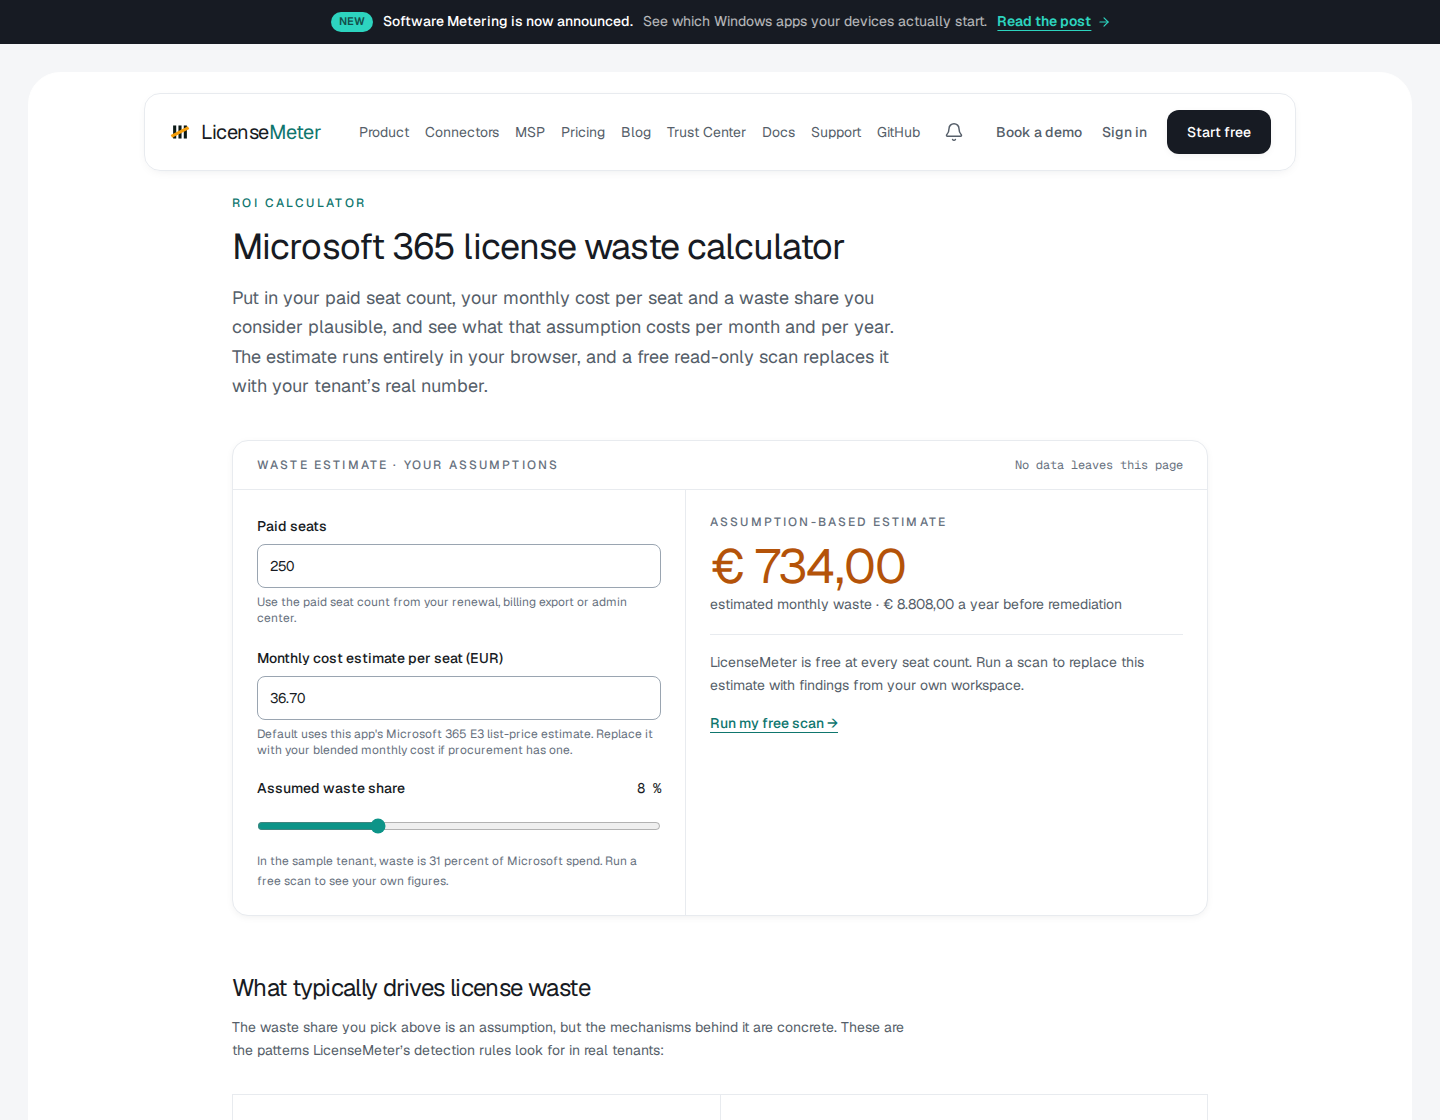 NEW Software Metering is now announced. See which Windows apps your devices actually start. Read the post →
LicenseMeter Product Connectors MSP Pricing Blog Trust Center Docs Support GitHub Book a demo Sign in Start free
ROI CALCULATOR
Microsoft 365 license waste calculator
Put in your paid seat count, your monthly cost per seat and a waste share you
consider plausible, and see what that assumption costs per month and per year.
The estimate runs entirely in your browser, and a free read-only scan replaces it
with your tenant’s real number.
WASTE ESTIMATE · YOUR ASSUMPTIONS No data leaves this page
Paid seats
250
Use the paid seat count from your renewal, billing export or admin
center.
Monthly cost estimate per seat (EUR)
36.70
Default uses this app's Microsoft 365 E3 list-price estimate. Replace it
with your blended monthly cost if procurement has one.
Assumed waste share 8 %
In the sample tenant, waste is 31 percent of Microsoft spend. Run a
free scan to see your own figures.
ASSUMPTION-BASED ESTIMATE
€ 734,00
estimated monthly waste · € 8.808,00 a year before remediation
LicenseMeter is free at every seat count. Run a scan to replace this
estimate with findings from your own workspace.
Run my free scan →
What typically drives license waste
The waste share you pick above is an assumption, but the mechanisms behind it are concrete. These are
the patterns LicenseMeter's detection rules look for in real tenants: